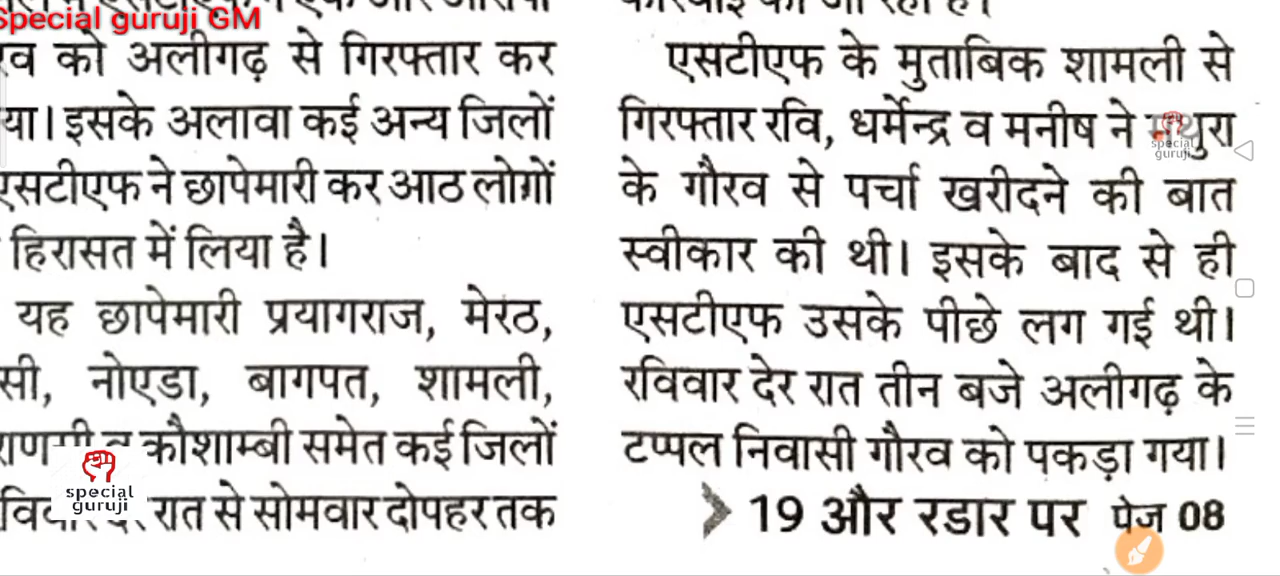 Special guruji GM
को अलीगढ़ से गिरफ्तार कर
इसके अलावा कई अन्य जिलों
एसटीएफ ने छापेमारी कर आठ लोगों
हिरासत में लिया है।
यह छापेमारी प्रयागराज, मेरठ,
नोएडा, बागपत, शामली,
कौशाम्बी समेत कई जिलों
रात से सोमवार दोपहर तक
special
guruji
एसटीएफ के मुताबिक शामली से
गिरफ्तार रवि, धर्मेन्द्र व मनीष ने
special
guruji
के गौरव से पर्चा खरीदने की बात
स्वीकार की थी। इसके बाद से ही
एसटीएफ उसके पीछे लग गई थी।
रविवार देर रात तीन बजे अलीगढ़ के
टप्पल निवासी गौरव को पकड़ा गया।
19 और रडार पर पेज 08